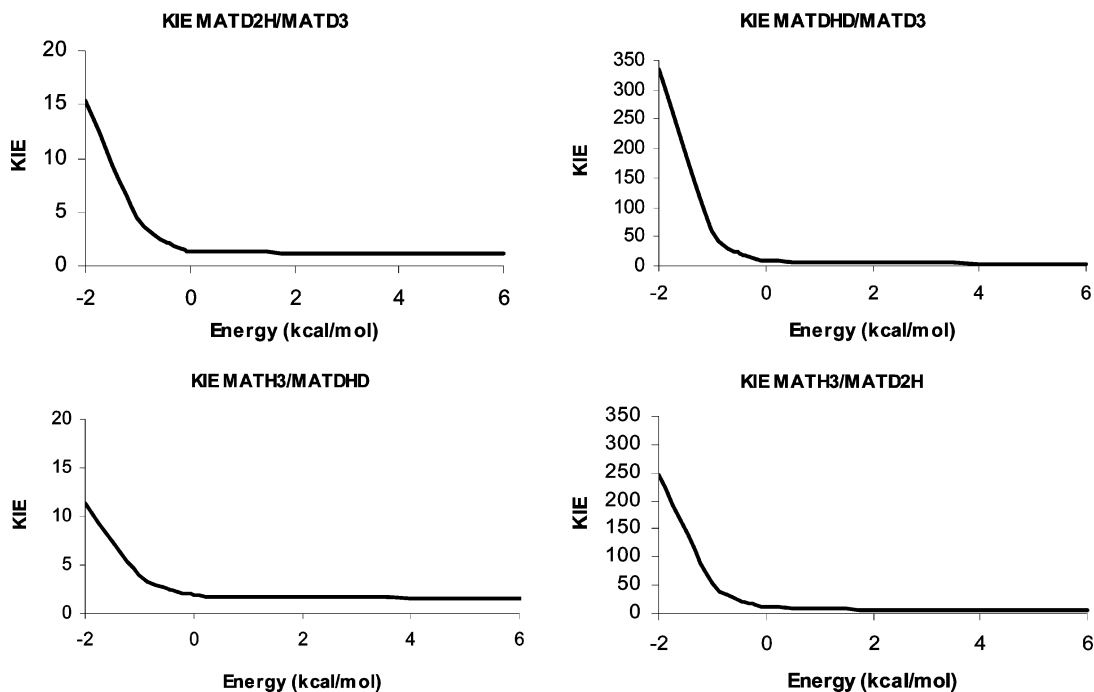 KIE MATD2H/MATD3
20
15
10
5
0
KIE
-2 0 2 4 6
Energy (kcal/mol)
KIE MATDHD/MATD3
350
300
250
200
150
100
50
0
KIE
-2 0 2 4 6
Energy (kcal/mol)
KIE MATH3/MATDHD
20
15
10
5
0
KIE
-2 0 2 4 6
Energy (kcal/mol)
KIE MATH3/MATD2H
350
300
250
200
150
100
50
0
KIE
-2 0 2 4 6
Energy (kcal/mol)